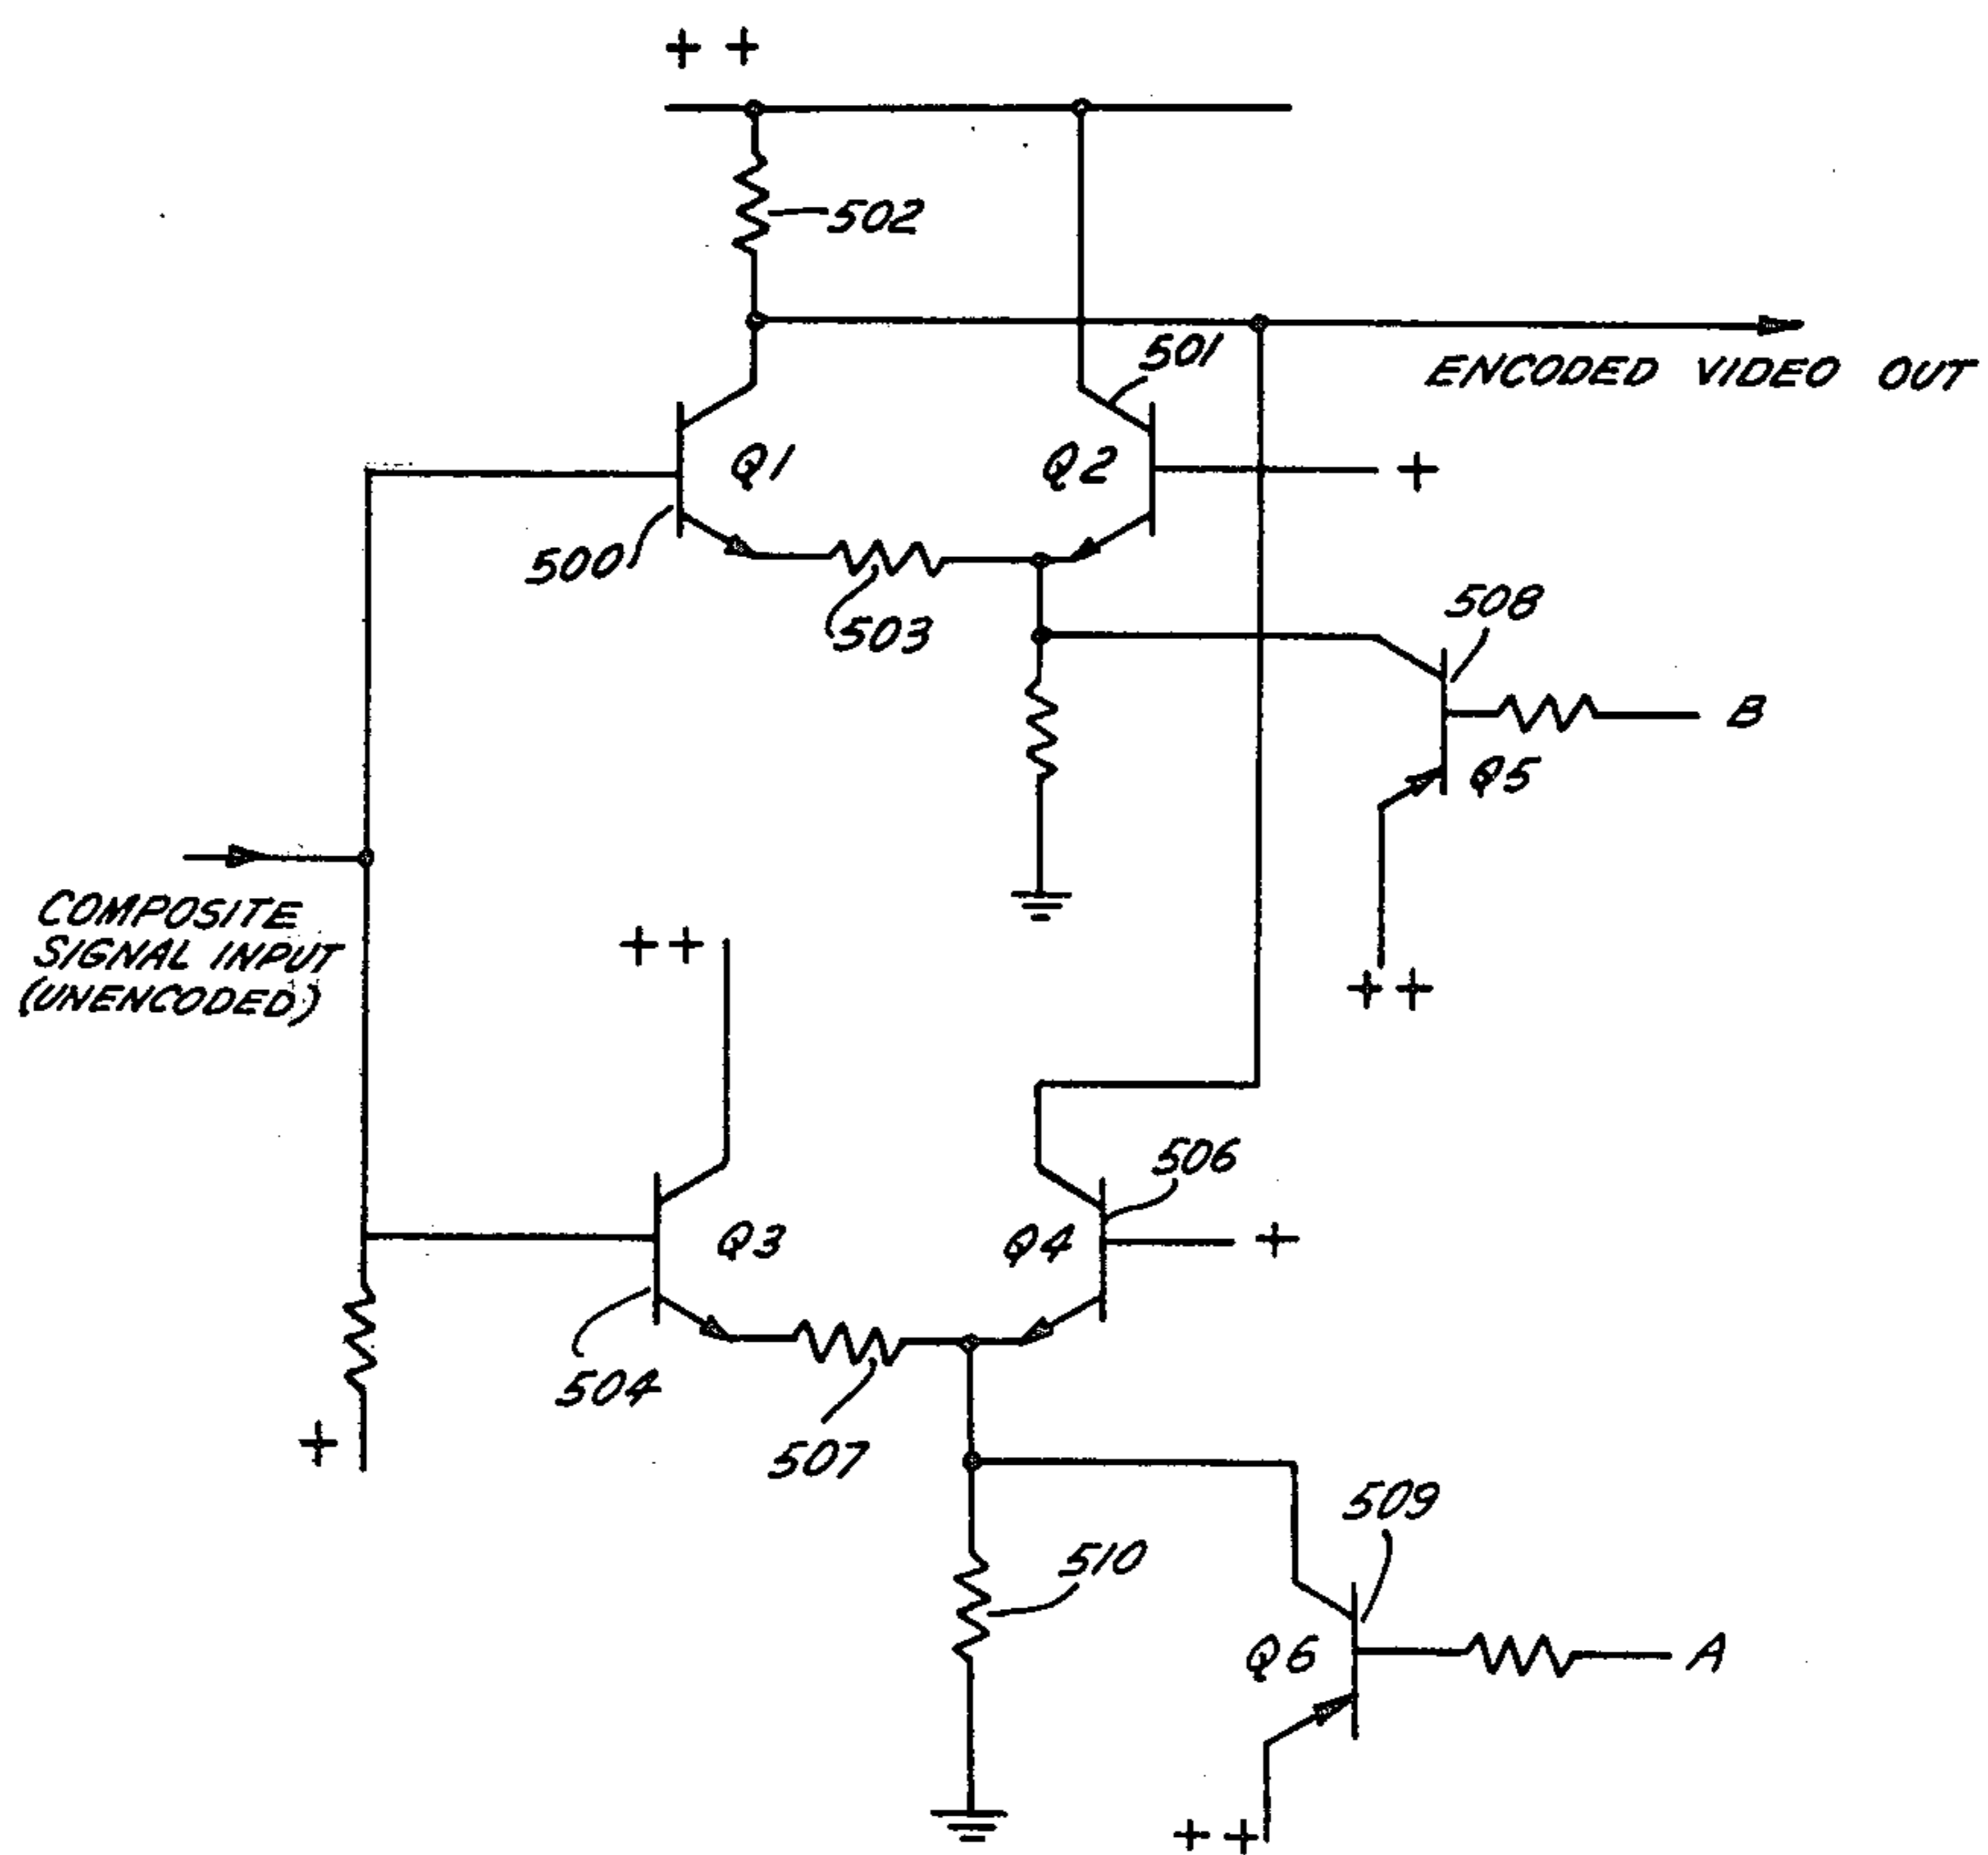 + +
502
ENCODED VIDEO OUT
501
Q1
Q2
+
500
503
508
B
Q5
COMPOSITE
SIGNAL INPUT
(UNENCODED)
++
++
506
Q3
Q4
+
504
507
+
509
510
Q6
A
++